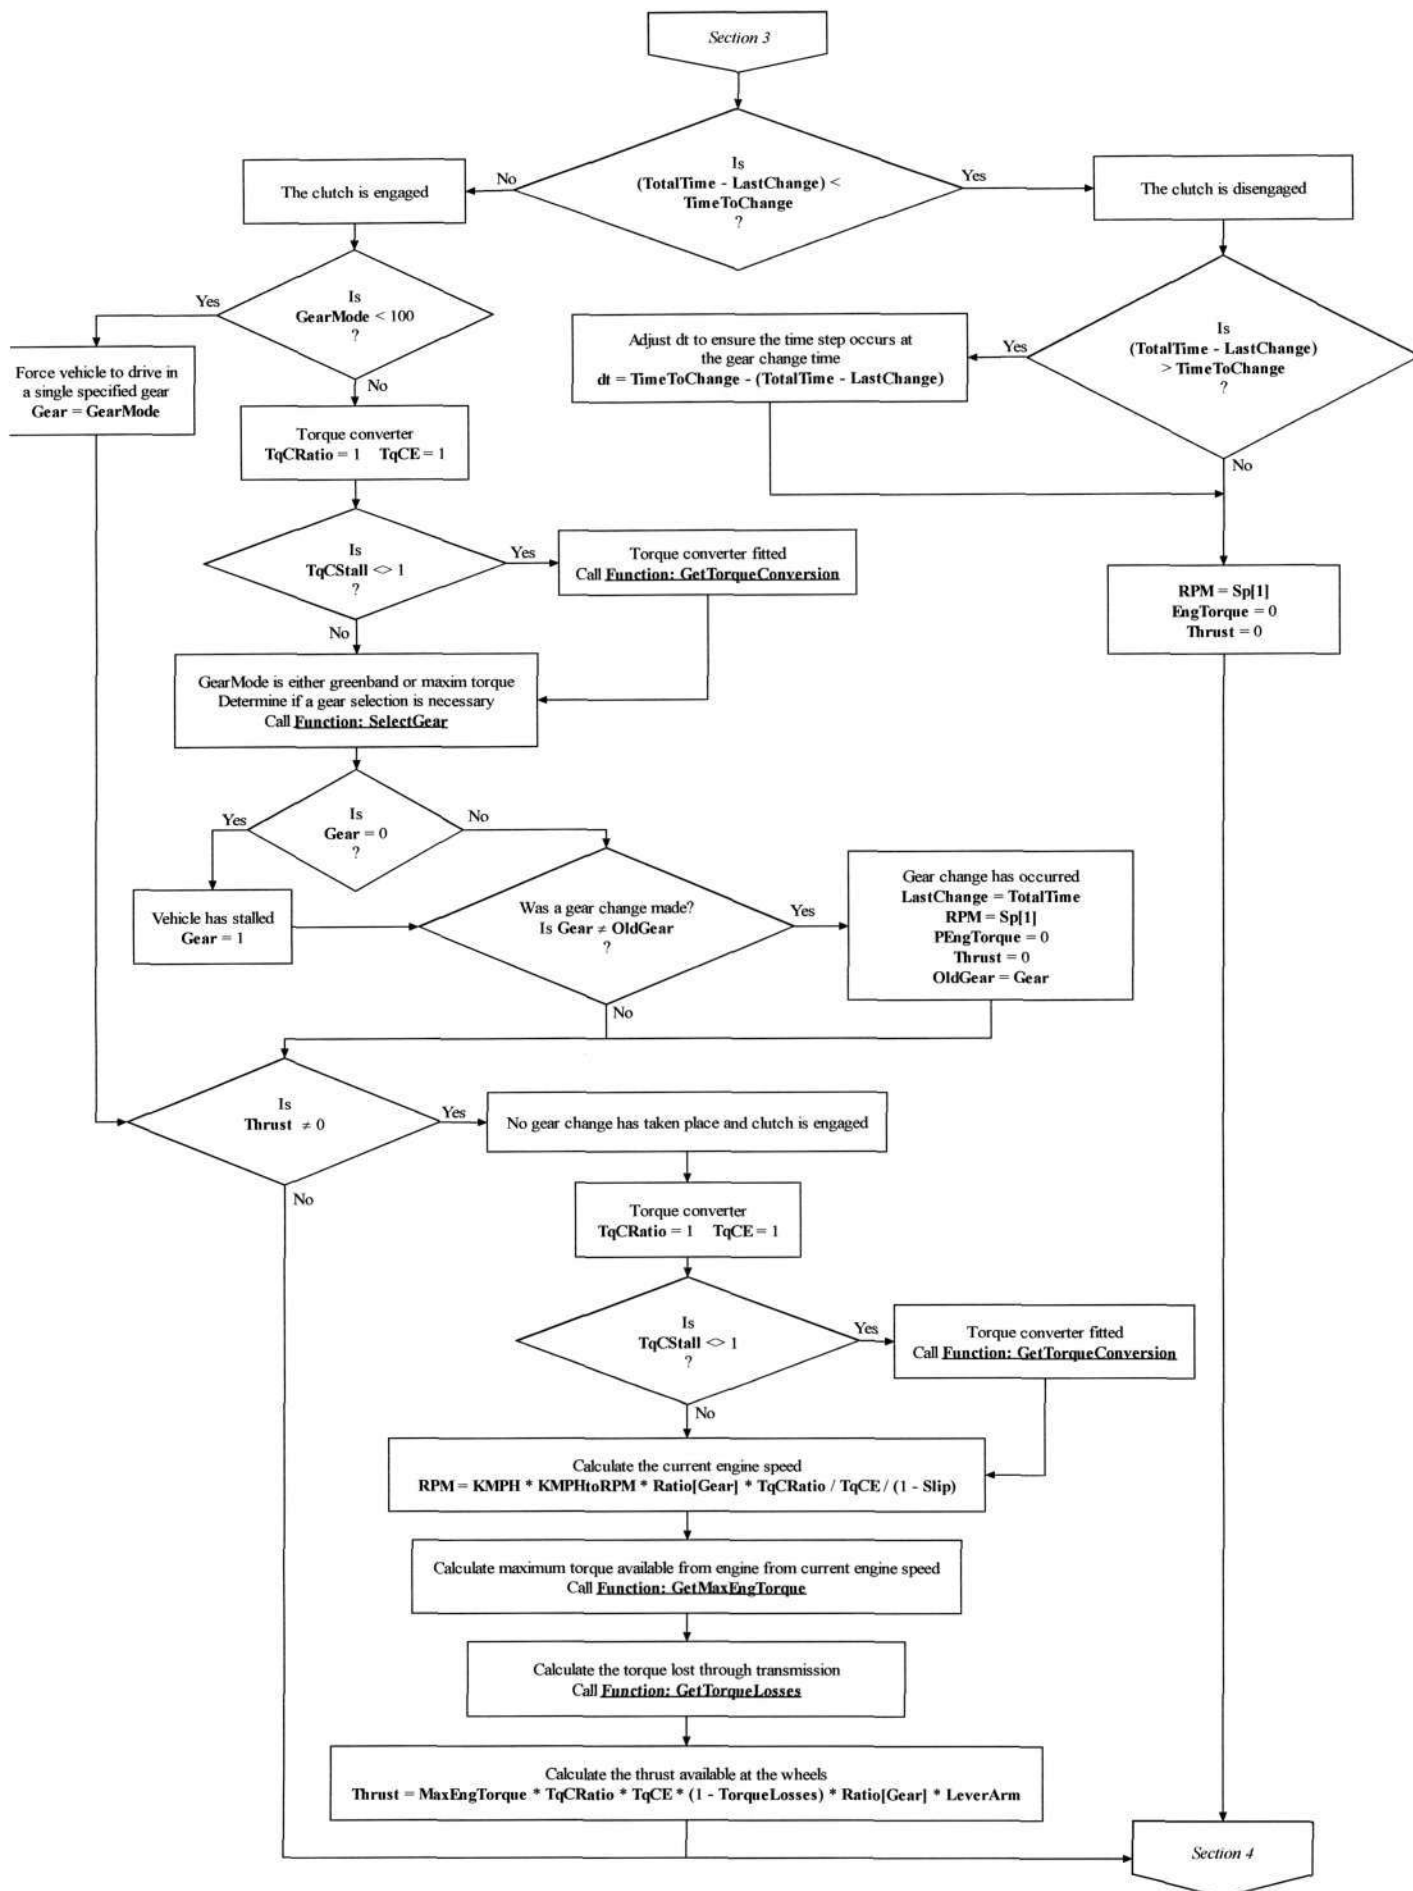 Section 3
Is
(TotalTime - LastChange) <
TimeToChange
?
No
Yes
The clutch is engaged
The clutch is disengaged
Is
GearMode < 100
?
Yes
No
Is
(TotalTime - LastChange)
> TimeToChange
?
Yes
No
Adjust dt to ensure the time step occurs at
the gear change time
dt = TimeToChange - (TotalTime - LastChange)
Force vehicle to drive in
a single specified gear
Gear = GearMode
Torque converter
TqCRatio = 1 TqCE = 1
Is
TqCStall <> 1
?
Yes
No
Torque converter fitted
Call Function: GetTorqueConversion
RPM = Sp[1]
EngTorque = 0
Thrust = 0
GearMode is either greenband or maxim torque
Determine if a gear selection is necessary
Call Function: SelectGear
Is
Gear = 0
?
Yes
No
Vehicle has stalled
Gear = 1
Was a gear change made?
Is Gear ≠ OldGear
?
Yes
No
Gear change has occurred
LastChange = TotalTime
RPM = Sp[1]
PEngTorque = 0
Thrust = 0
OldGear = Gear
Is
Thrust ≠ 0
?
Yes
No
No gear change has taken place and clutch is engaged
Torque converter
TqCRatio = 1 TqCE = 1
Is
TqCStall <> 1
?
Yes
No
Torque converter fitted
Call Function: GetTorqueConversion
Calculate the current engine speed
RPM = KMPH * KMPHtoRPM * Ratio[Gear] * TqCRatio / TqCE / (1 - Slip)
Calculate maximum torque available from engine from current engine speed
Call Function: GetMaxEngTorque
Calculate the torque lost through transmission
Call Function: GetTorqueLosses
Calculate the thrust available at the wheels
Thrust = MaxEngTorque * TqCRatio * TqCE * (1 - TorqueLosses) * Ratio[Gear] * LeverArm
Section 4